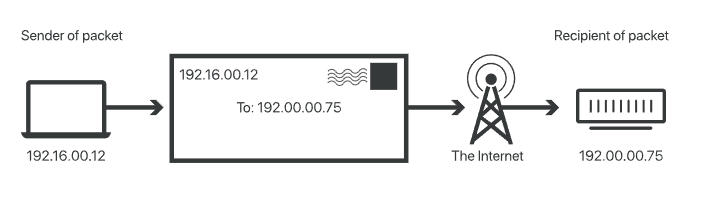 Sender of packet
Recipient of packet
192.16.00.12
To: 192.00.00.75
192.16.00.12
The Internet
192.00.00.75